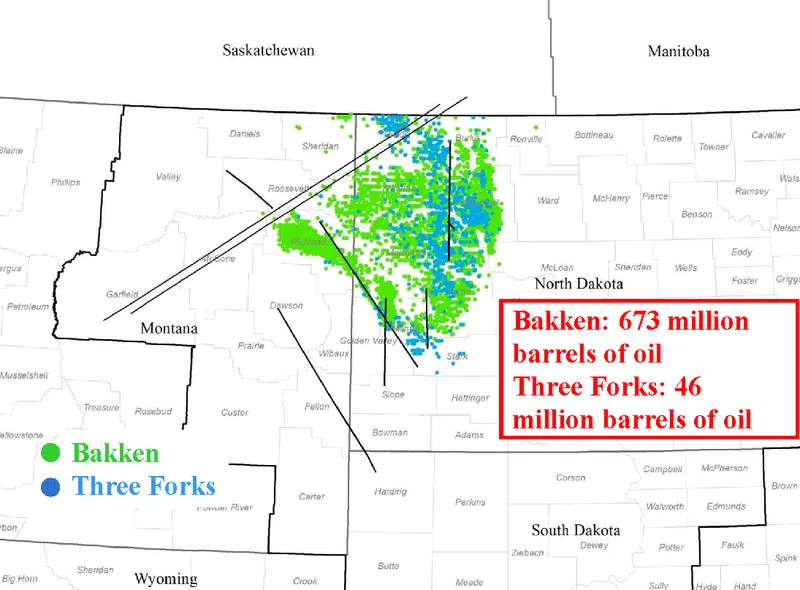 Saskatchewan
Manitoba
Daniels
Sheridan
Burke
Renville
Bottineau
Rolette
Towner
Cavalier
Blaine
Phillips
Valley
Roosevelt
Ward
McHenry
Pierce
Ramsey
Benson
Nelson
McCone
McLean
Sheridan
Wells
Eddy
Foster
Griggs
Petroleum
Garfield
Dawson
North Dakota
Montana
Prairie
Wibaux
Golden Valley
Stark
Bakken: 673 million
barrels of oil
Three Forks: 46
million barrels of oil
Musselshell
Treasure
Rosebud
Custer
Fallon
Slope
Hettinger
Bowman
Adams
Yellowstone
Bakken
Three Forks
Powder River
Carter
Harding
Perkins
Corson
Campbell
McPherson
Brown
Walworth
Edmunds
South Dakota
Dewey
Ziebach
Potter
Faulk
Spink
Big Horn
Sheridan
Wyoming
Crook
Butte
Meade
Sully
Hyde
Hand